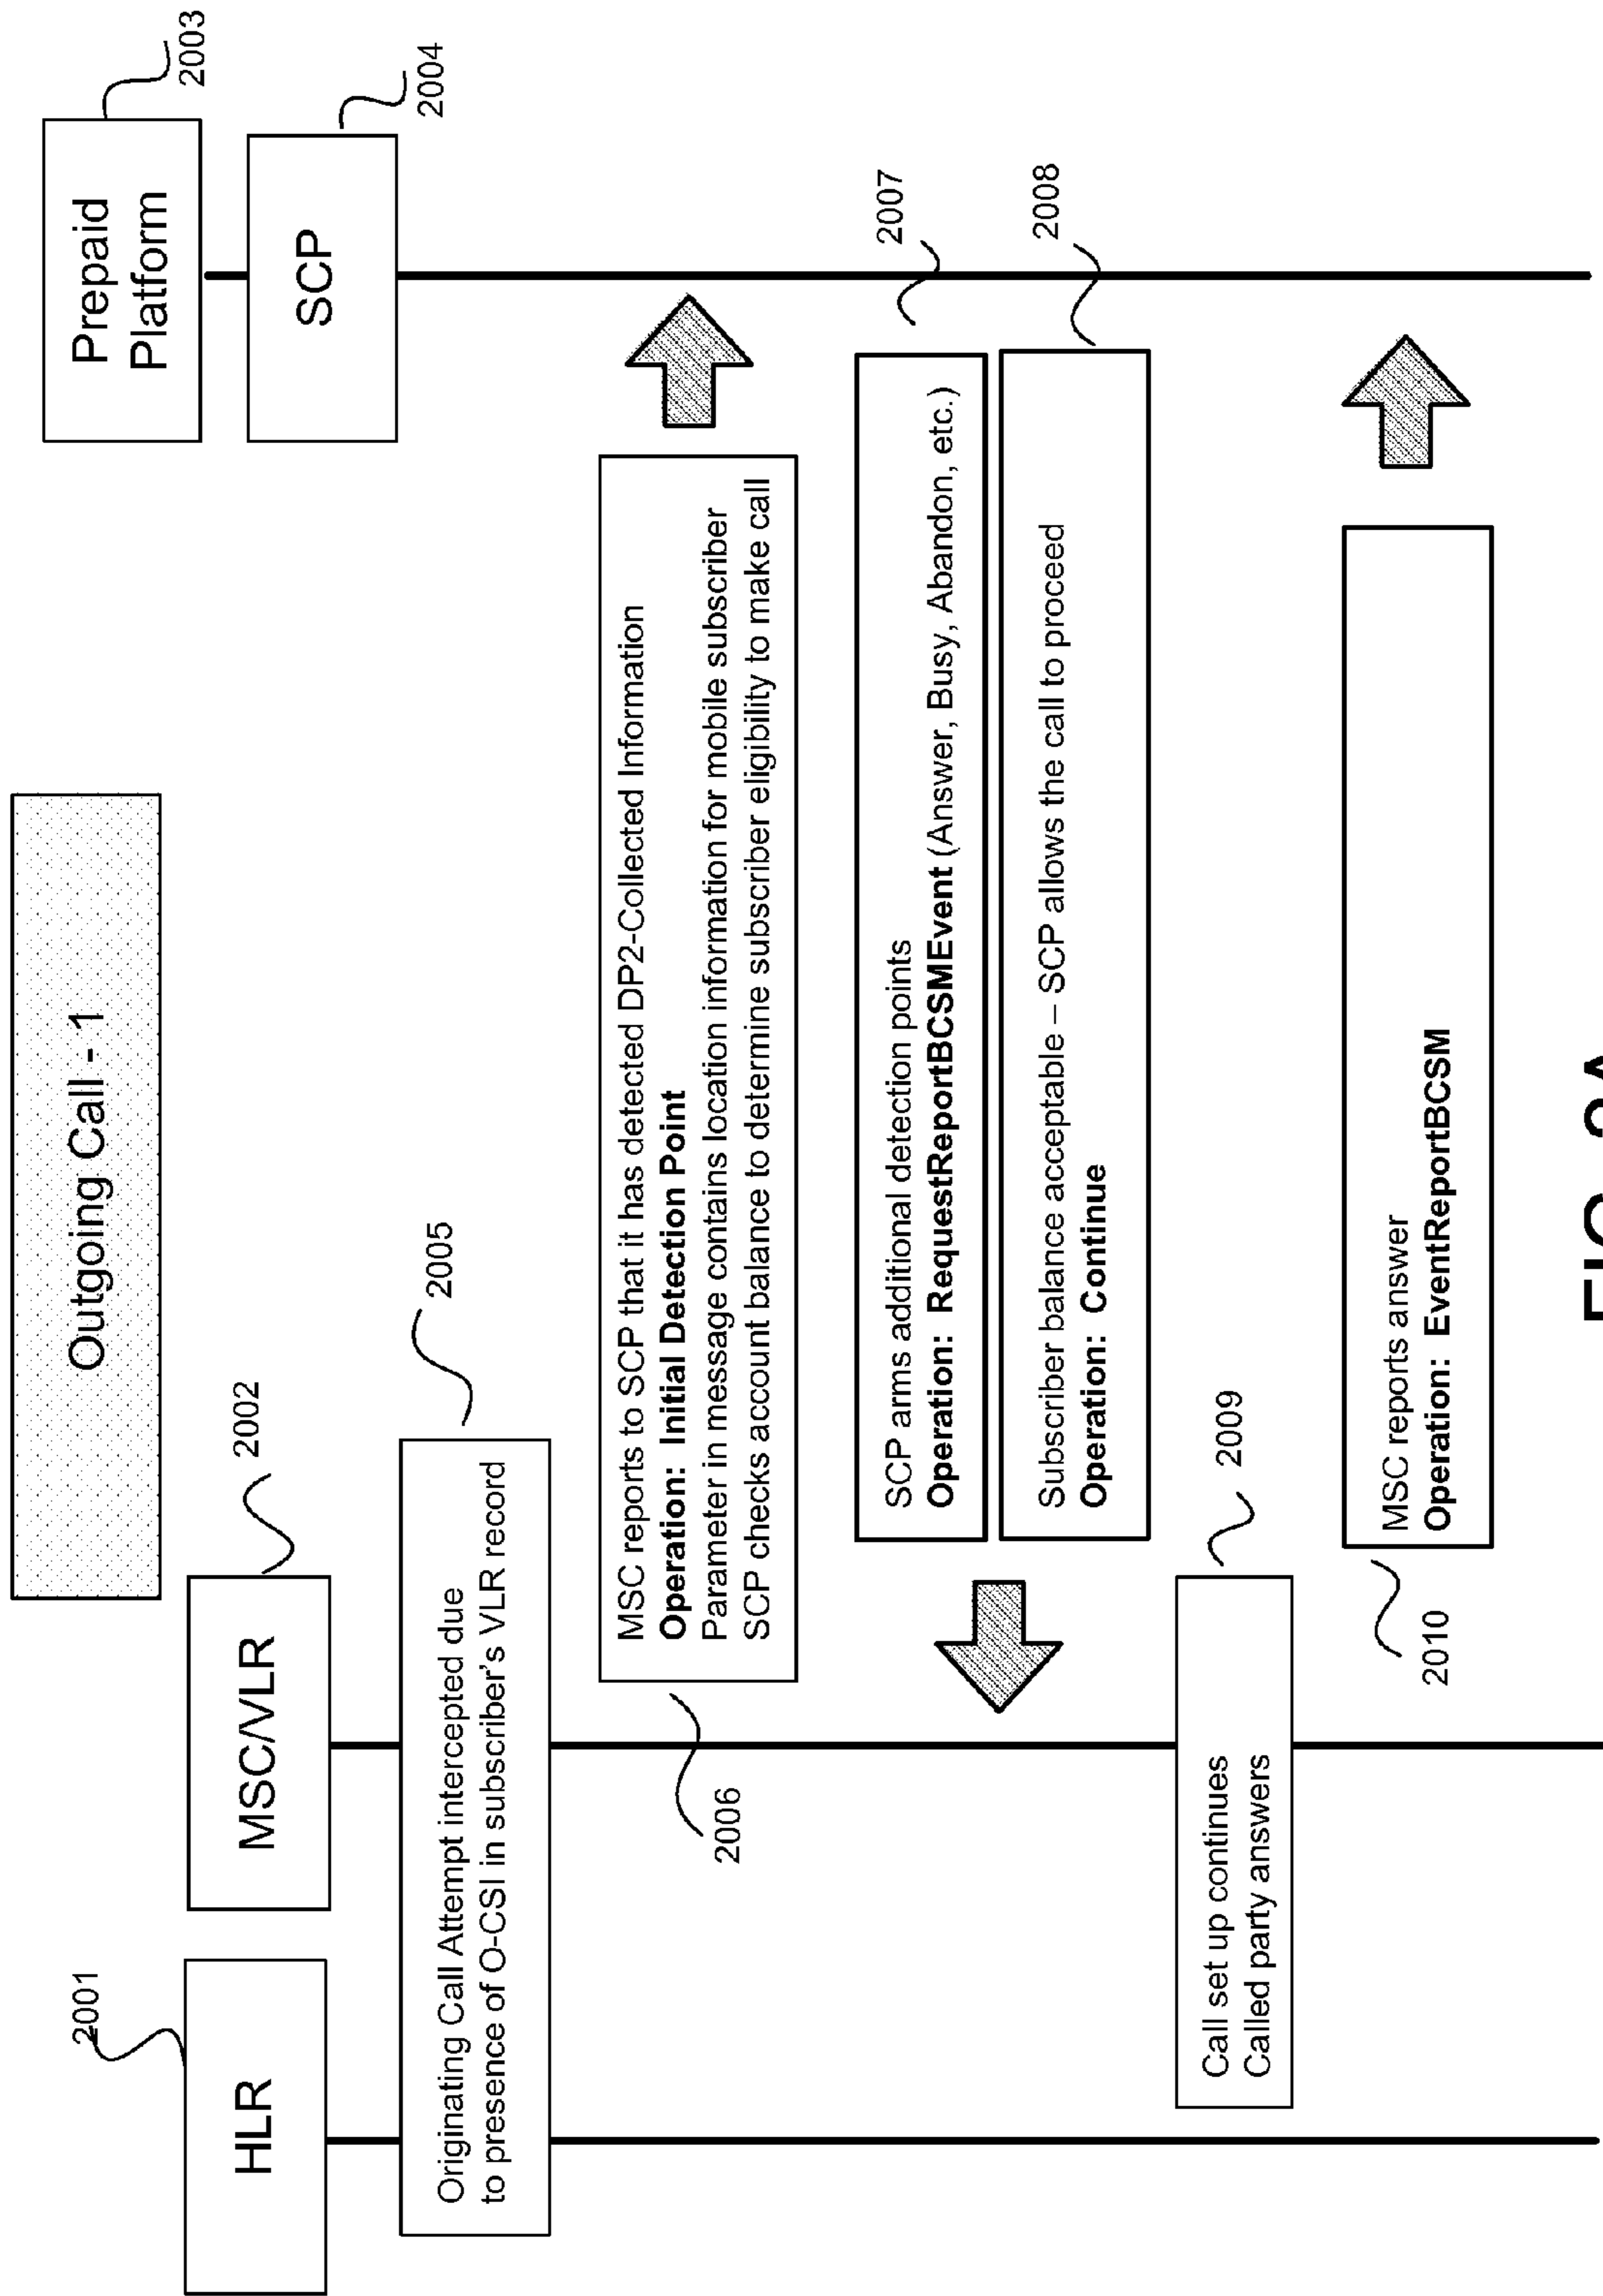 Outgoing Call - 1
2001
HLR
2002
MSC/VLR
2003
Prepaid
Platform
2004
SCP
2005
Originating Call Attempt intercepted due
to presence of O-CSI in subscriber's VLR record
2006
MSC reports to SCP that it has detected DP2-Collected Information
Operation: Initial Detection Point
Parameter in message contains location information for mobile subscriber
SCP checks account balance to determine subscriber eligibility to make call
2007
SCP arms additional detection points
Operation: RequestReportBCSMEvent (Answer, Busy, Abandon, etc.)
2008
Subscriber balance acceptable – SCP allows the call to proceed
Operation: Continue
2009
Call set up continues
Called party answers
2010
MSC reports answer
Operation: EventReportBCSM